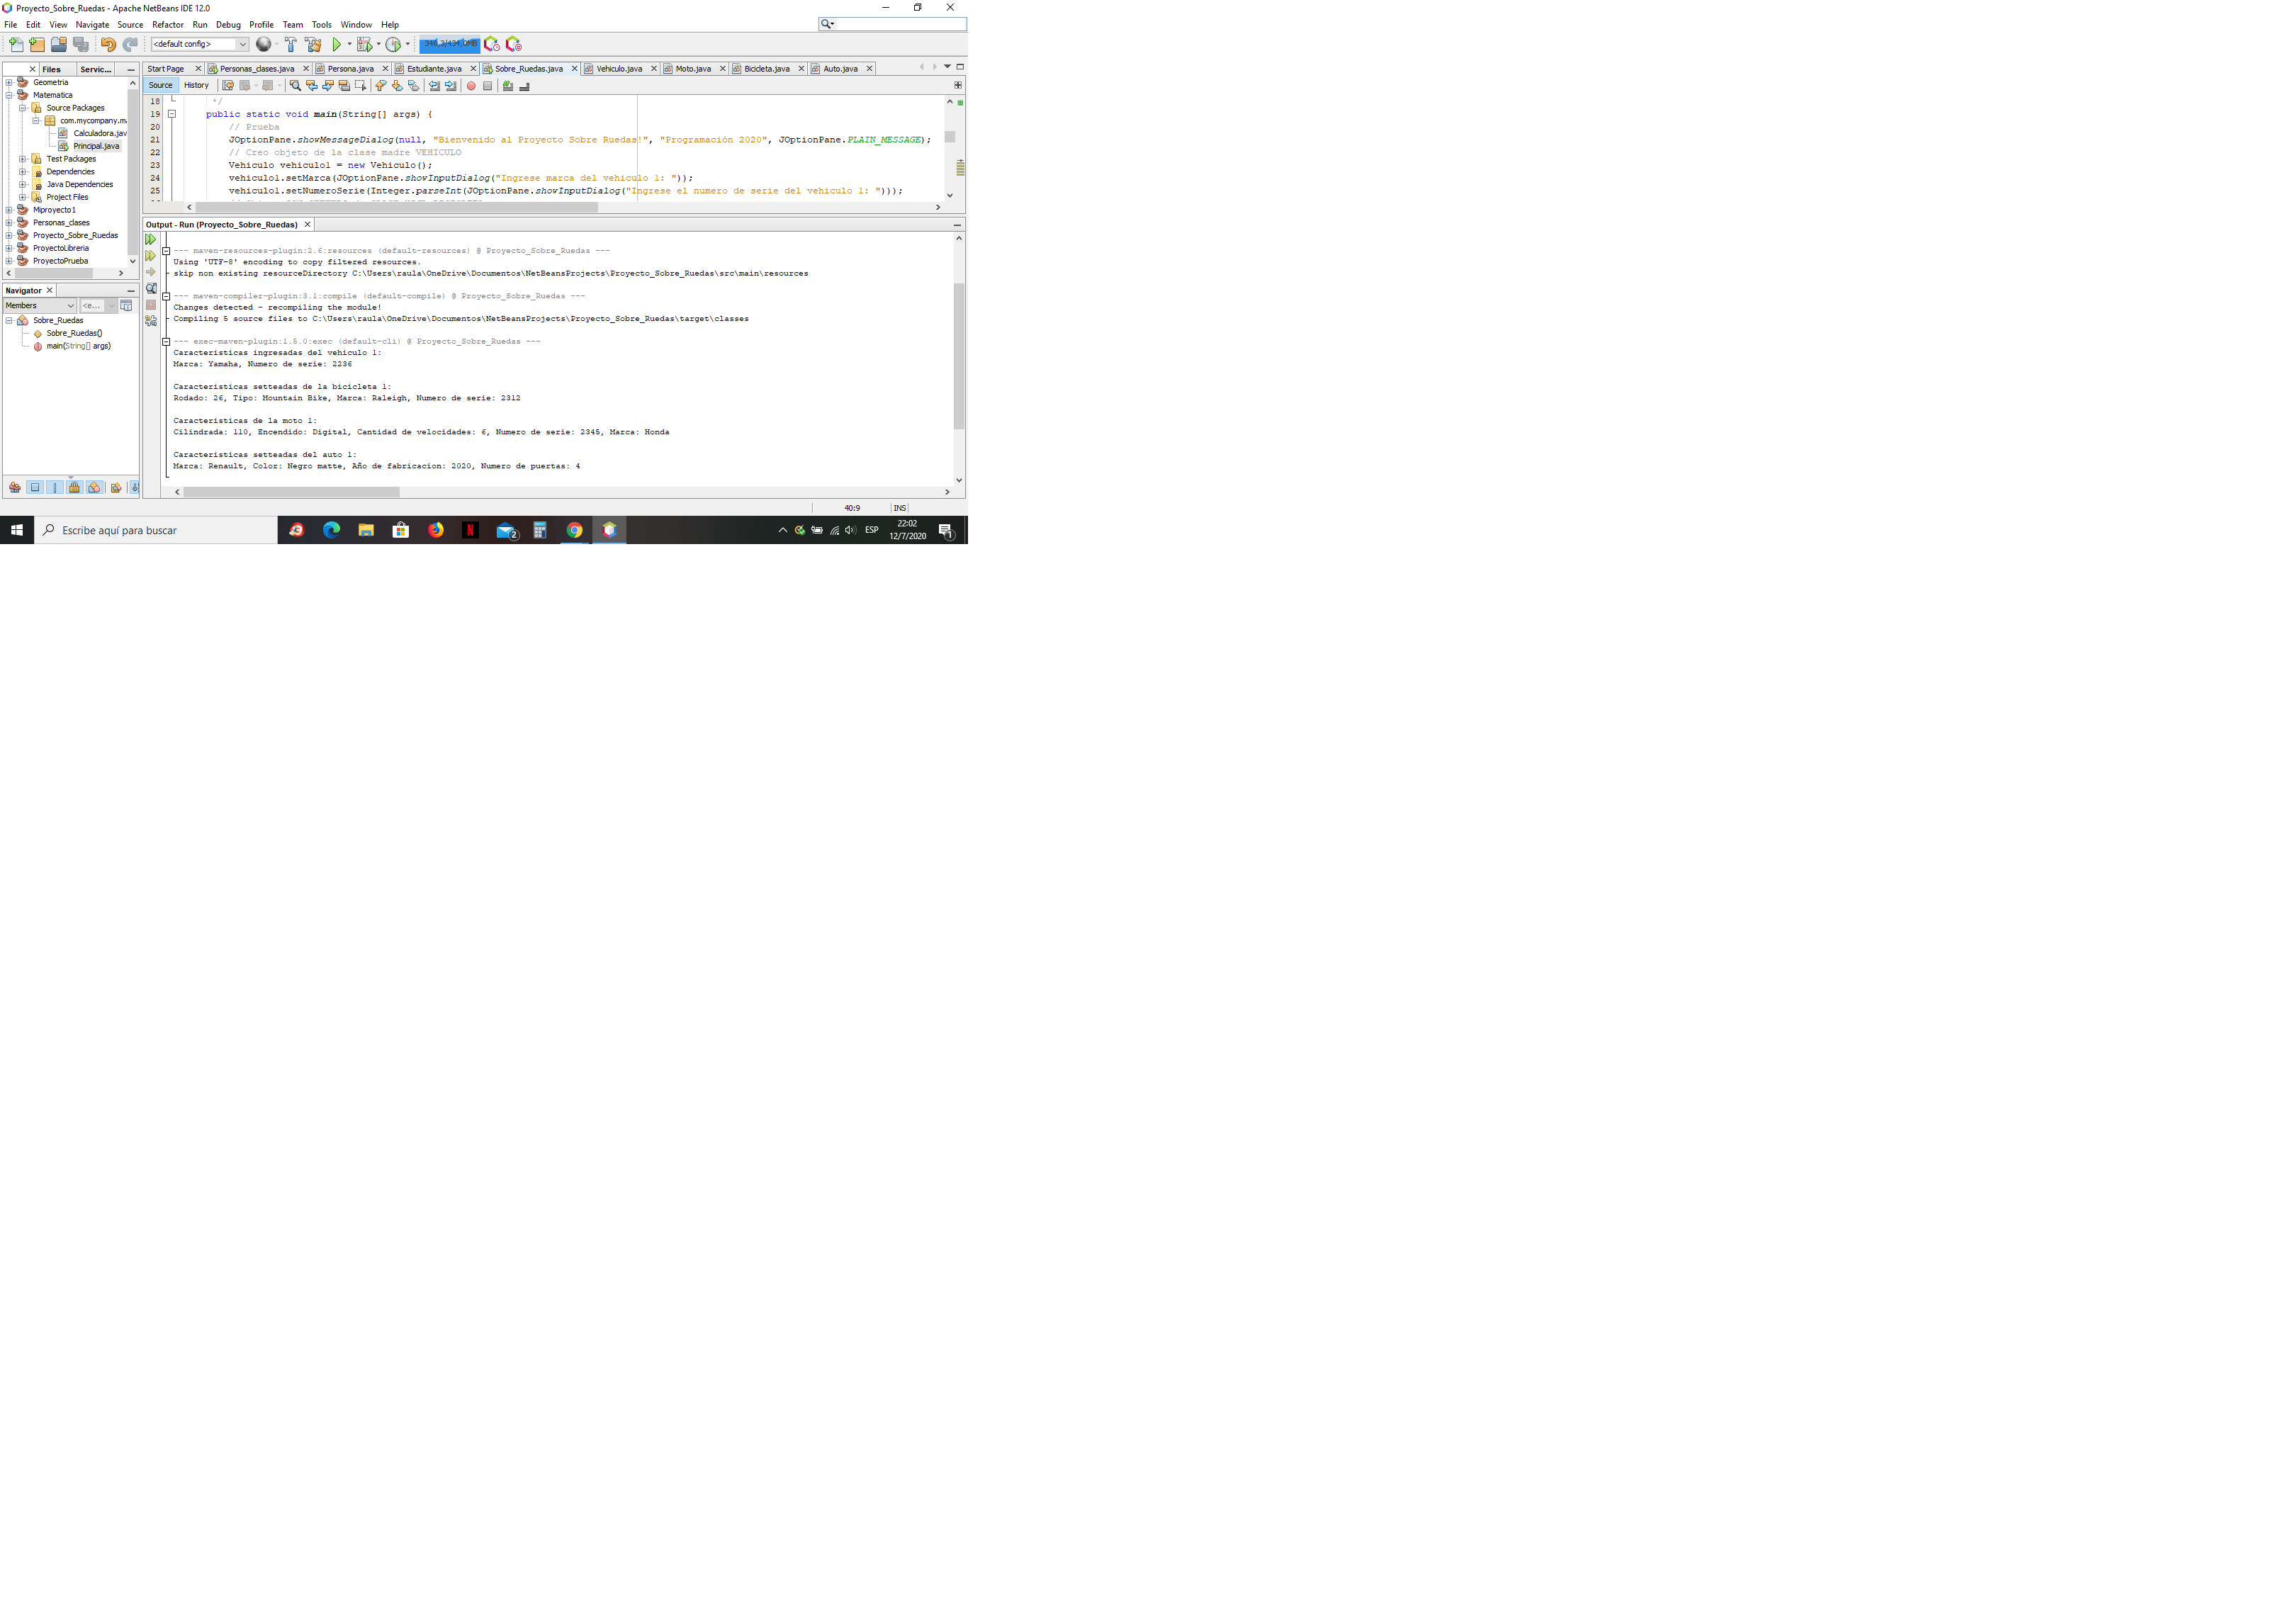 Proyecto_Sobre_Ruedas - Apache NetBeans IDE 12.0
File Edit View Navigate Source Refactor Run Debug Profile Team Tools Window Help
<default config>
Files Servic...
Geometria
Matematica
Source Packages
com.mycompany.ma
Calculadora.jav
Principal.java
Test Packages
Dependencies
Java Dependencies
Project Files
Miproyecto1
Personas_clases
Proyecto_Sobre_Ruedas
ProyectoLibreria
ProyectoPrueba
Navigator
Members <e...
Sobre_Ruedas
Sobre_Ruedas()
main(String[] args)
Start Page Personas_clases.java Persona.java Estudiante.java Sobre_Ruedas.java Vehiculo.java Moto.java Bicicleta.java Auto.java
Source History
18 */
19 public static void main(String[] args) {
20 // Prueba
21 JOptionPane.showMessageDialog(null, "Bienvenido al Proyecto Sobre Ruedas!", "Programación 2020", JOptionPane.PLAIN_MESSAGE);
22 // Creo objeto de la clase madre VEHICULO
23 Vehiculo vehiculo1 = new Vehiculo();
24 vehiculo1.setMarca(JOptionPane.showInputDialog("Ingrese marca del vehiculo 1: "));
25 vehiculo1.setNumeroSerie(Integer.parseInt(JOptionPane.showInputDialog("Ingrese el numero de serie del vehiculo 1: ")));
Output - Run (Proyecto_Sobre_Ruedas)
--- maven-resources-plugin:2.6:resources (default-resources) @ Proyecto_Sobre_Ruedas ---
Using 'UTF-8' encoding to copy filtered resources.
skip non existing resourceDirectory C:\Users\raula\OneDrive\Documentos\NetBeansProjects\Proyecto_Sobre_Ruedas\src\main\resources
--- maven-compiler-plugin:3.1:compile (default-compile) @ Proyecto_Sobre_Ruedas ---
Changes detected - recompiling the module!
Compiling 5 source files to C:\Users\raula\OneDrive\Documentos\NetBeansProjects\Proyecto_Sobre_Ruedas\target\classes
--- exec-maven-plugin:1.5.0:exec (default-cli) @ Proyecto_Sobre_Ruedas ---
Caracteristicas ingresadas del vehiculo 1:
Marca: Yamaha, Numero de serie: 2236
Caracteristicas setteadas de la bicicleta 1:
Rodado: 26, Tipo: Mountain Bike, Marca: Raleigh, Numero de serie: 2312
Caracteristicas de la moto 1:
Cilindrada: 110, Encendido: Digital, Cantidad de velocidades: 6, Numero de serie: 2345, Marca: Honda
Caracteristicas setteadas del auto 1:
Marca: Renault, Color: Negro matte, Año de fabricacion: 2020, Numero de puertas: 4
40:9 INS
Escribe aquí para buscar
2
ESP
22:02
12/7/2020
1